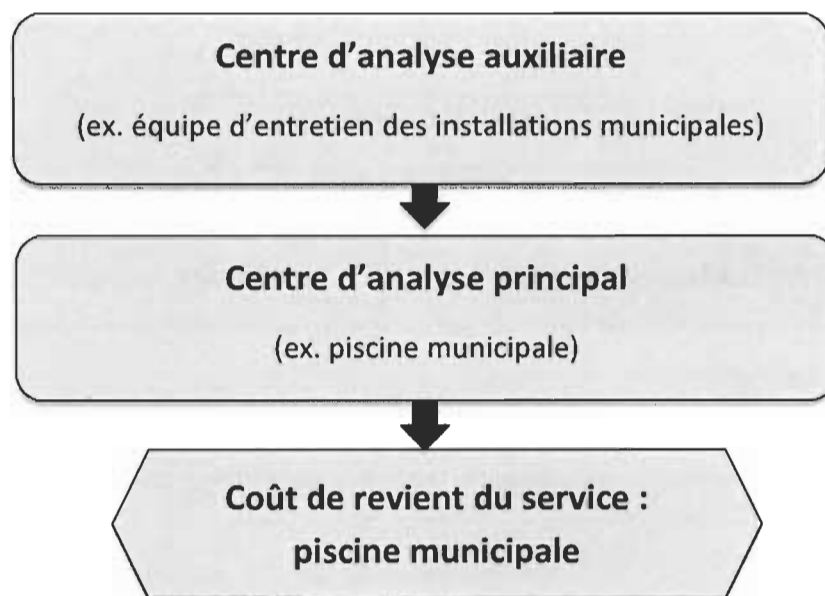 Centre d'analyse auxiliaire
(ex. équipe d'entretien des installations municipales)
Centre d'analyse principal
(ex. piscine municipale)
Coût de revient du service :
piscine municipale